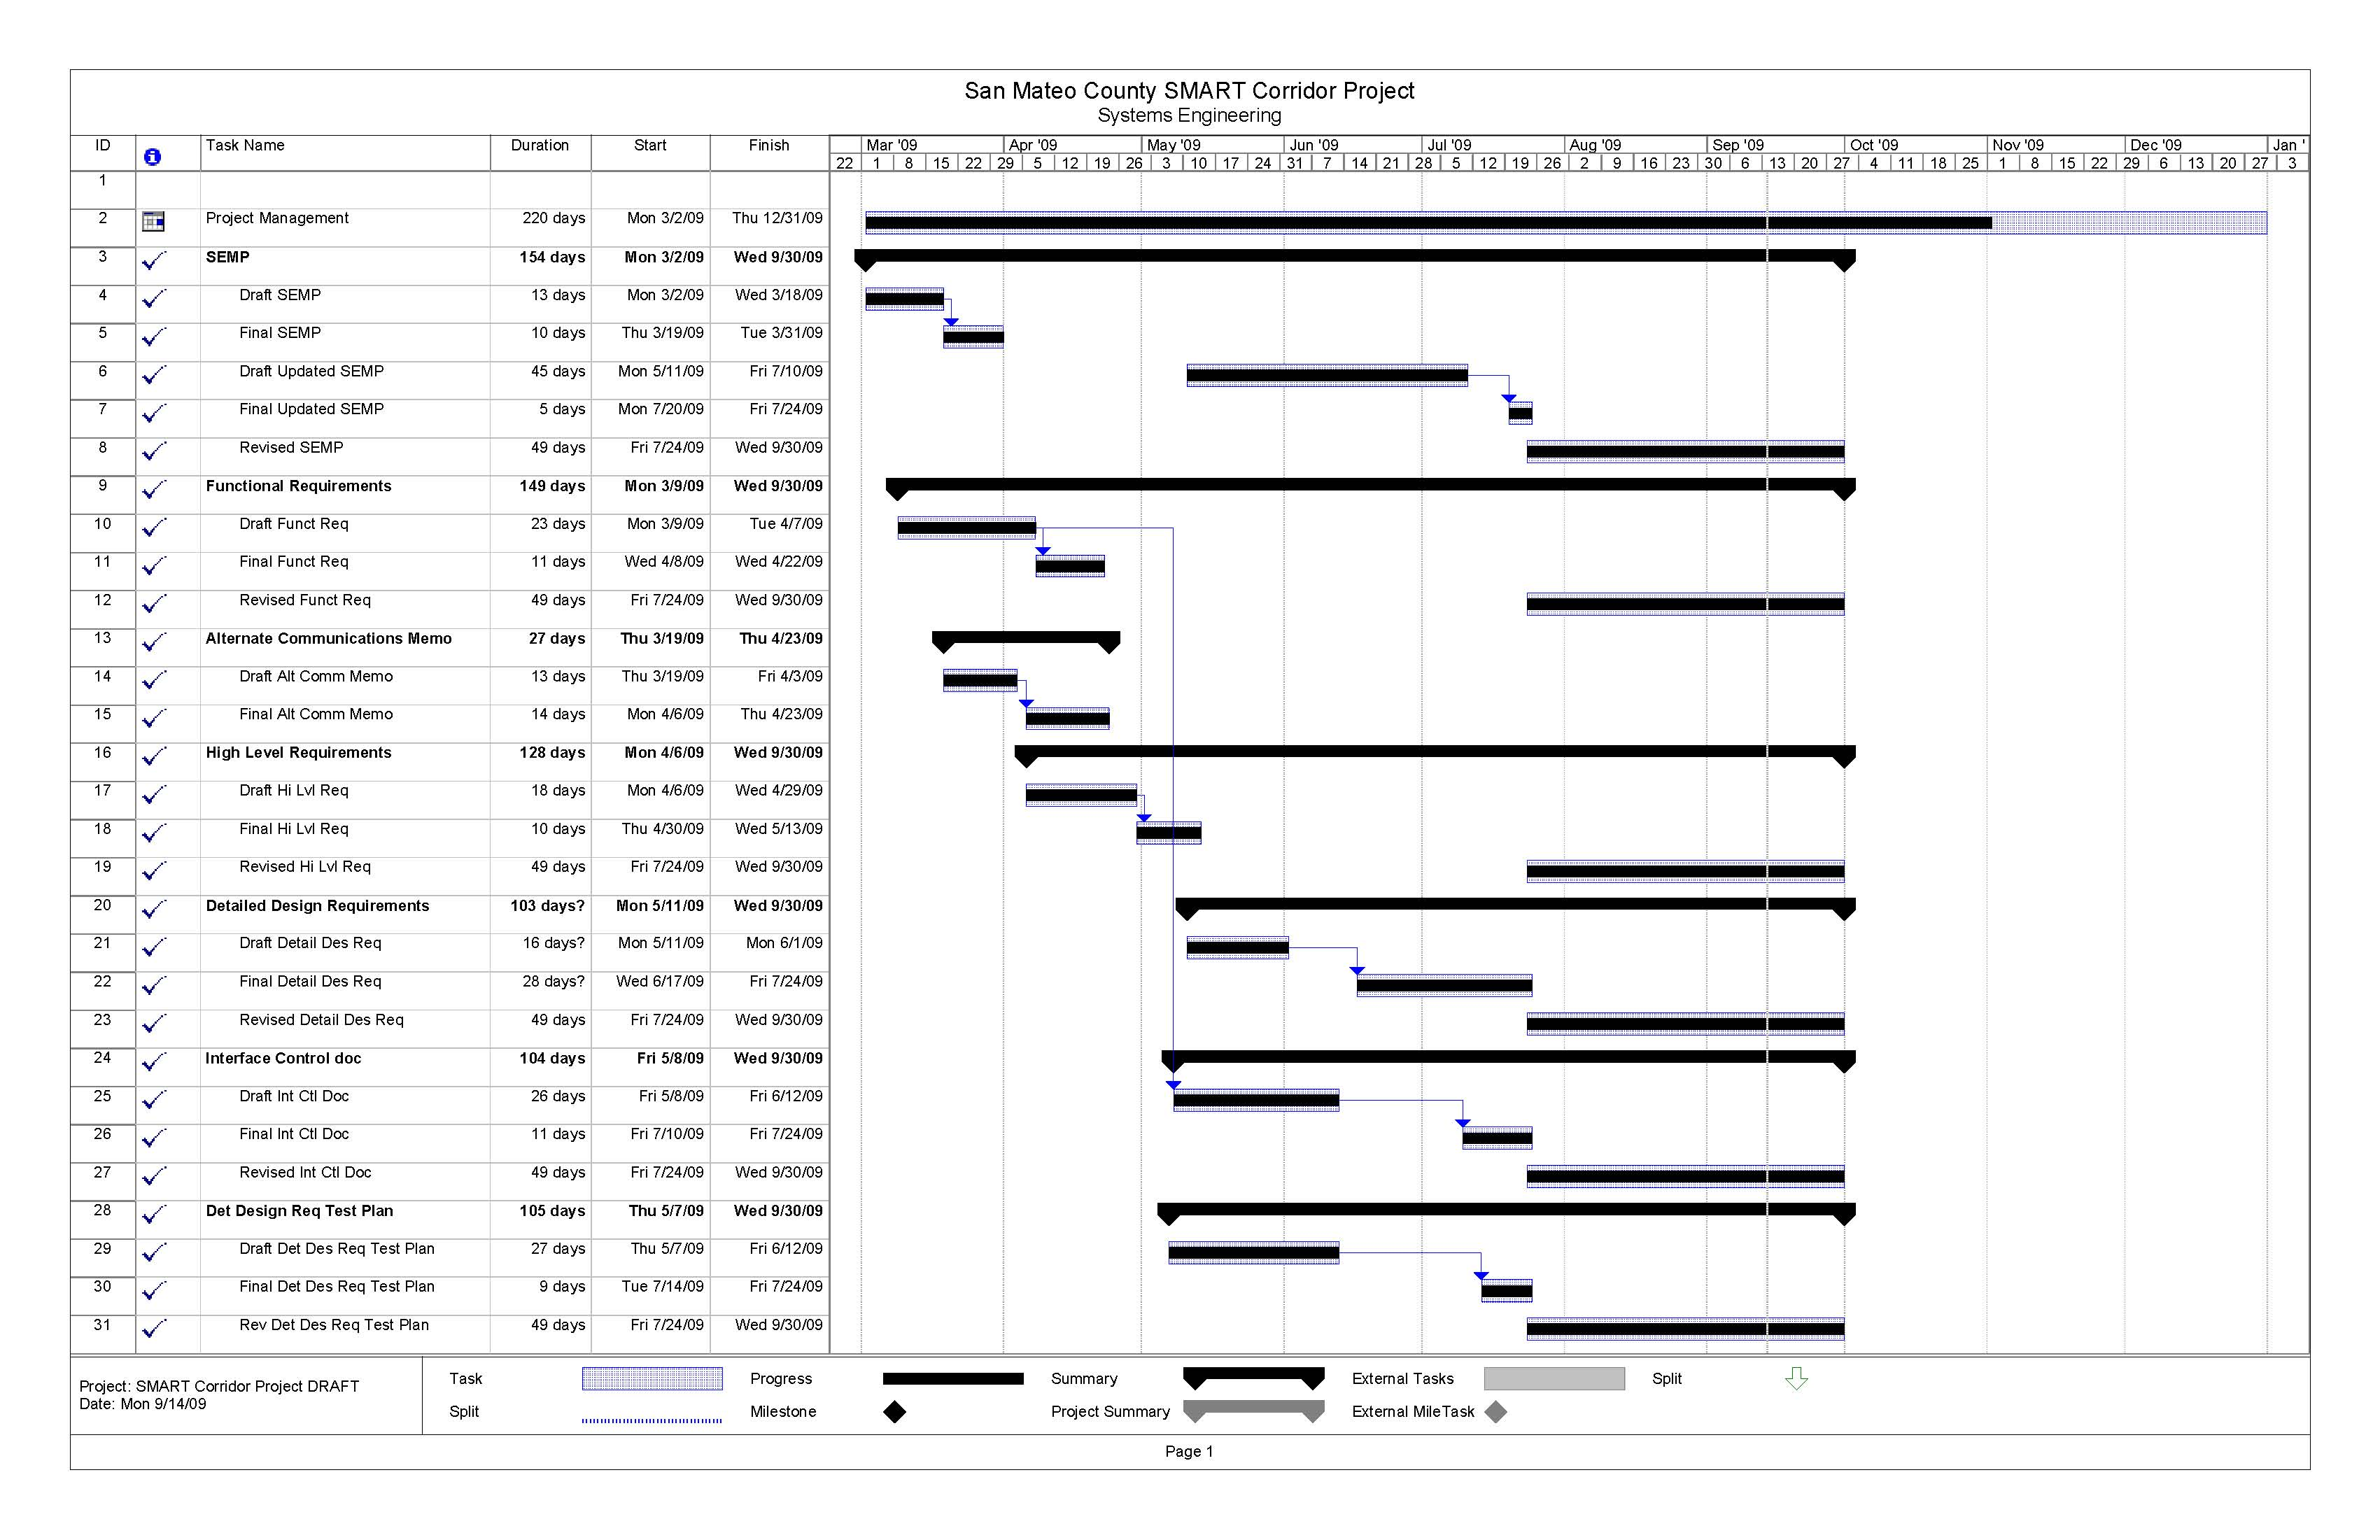 San Mateo County SMART Corridor Project
Systems Engineering
ID Task Name Duration Start Finish Mar '09 Apr '09 May '09 Jun '09 Jul '09 Aug '09 Sep '09 Oct '09 Nov '09 Dec '09 Jan '
22 1 8 15 22 29 5 12 19 26 3 10 17 24 31 7 14 21 28 5 12 19 26 2 9 16 23 30 6 13 20 27 4 11 18 25 1 8 15 22 29 6 13 20 27 3
1
2 Project Management 220 days Mon 3/2/09 Thu 12/31/09
3 SEMP 154 days Mon 3/2/09 Wed 9/30/09
4 Draft SEMP 13 days Mon 3/2/09 Wed 3/18/09
5 Final SEMP 10 days Thu 3/19/09 Tue 3/31/09
6 Draft Updated SEMP 45 days Mon 5/11/09 Fri 7/10/09
7 Final Updated SEMP 5 days Mon 7/20/09 Fri 7/24/09
8 Revised SEMP 49 days Fri 7/24/09 Wed 9/30/09
9 Functional Requirements 149 days Mon 3/9/09 Wed 9/30/09
10 Draft Funct Req 23 days Mon 3/9/09 Tue 4/7/09
11 Final Funct Req 11 days Wed 4/8/09 Wed 4/22/09
12 Revised Funct Req 49 days Fri 7/24/09 Wed 9/30/09
13 Alternate Communications Memo 27 days Thu 3/19/09 Thu 4/23/09
14 Draft Alt Comm Memo 13 days Thu 3/19/09 Fri 4/3/09
15 Final Alt Comm Memo 14 days Mon 4/6/09 Thu 4/23/09
16 High Level Requirements 128 days Mon 4/6/09 Wed 9/30/09
17 Draft Hi Lvl Req 18 days Mon 4/6/09 Wed 4/29/09
18 Final Hi Lvl Req 10 days Thu 4/30/09 Wed 5/13/09
19 Revised Hi Lvl Req 49 days Fri 7/24/09 Wed 9/30/09
20 Detailed Design Requirements 103 days? Mon 5/11/09 Wed 9/30/09
21 Draft Detail Des Req 16 days? Mon 5/11/09 Mon 6/1/09
22 Final Detail Des Req 28 days? Wed 6/17/09 Fri 7/24/09
23 Revised Detail Des Req 49 days Fri 7/24/09 Wed 9/30/09
24 Interface Control doc 104 days Fri 5/8/09 Wed 9/30/09
25 Draft Int Ctl Doc 26 days Fri 5/8/09 Fri 6/12/09
26 Final Int Ctl Doc 11 days Fri 7/10/09 Fri 7/24/09
27 Revised Int Ctl Doc 49 days Fri 7/24/09 Wed 9/30/09
28 Det Design Req Test Plan 105 days Thu 5/7/09 Wed 9/30/09
29 Draft Det Des Req Test Plan 27 days Thu 5/7/09 Fri 6/12/09
30 Final Det Des Req Test Plan 9 days Tue 7/14/09 Fri 7/24/09
31 Rev Det Des Req Test Plan 49 days Fri 7/24/09 Wed 9/30/09
Project: SMART Corridor Project DRAFT
Date: Mon 9/14/09
Task Progress Summary External Tasks Split
Split Milestone Project Summary External MileTask
Page 1